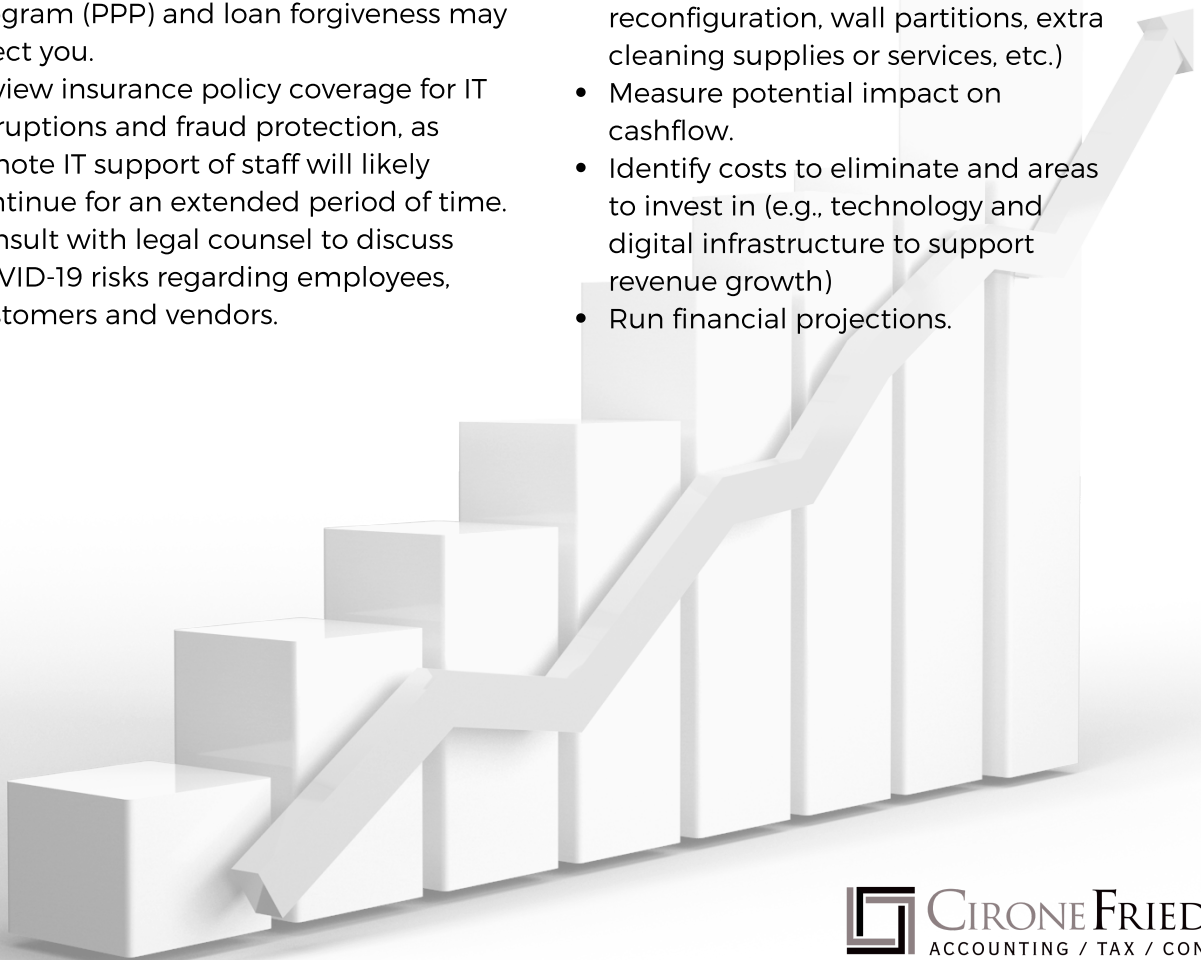 gram (PPP) and loan forgiveness may
ect you.
view insurance policy coverage for IT
ruptions and fraud protection, as
note IT support of staff will likely
ntinue for an extended period of time.
nsult with legal counsel to discuss
VID-19 risks regarding employees,
stomers and vendors.
reconfiguration, wall partitions, extra
cleaning supplies or services, etc.)
• Measure potential impact on
cashflow.
• Identify costs to eliminate and areas
to invest in (e.g., technology and
digital infrastructure to support
revenue growth)
• Run financial projections.
CIRONEFRIED
ACCOUNTING / TAX / CON